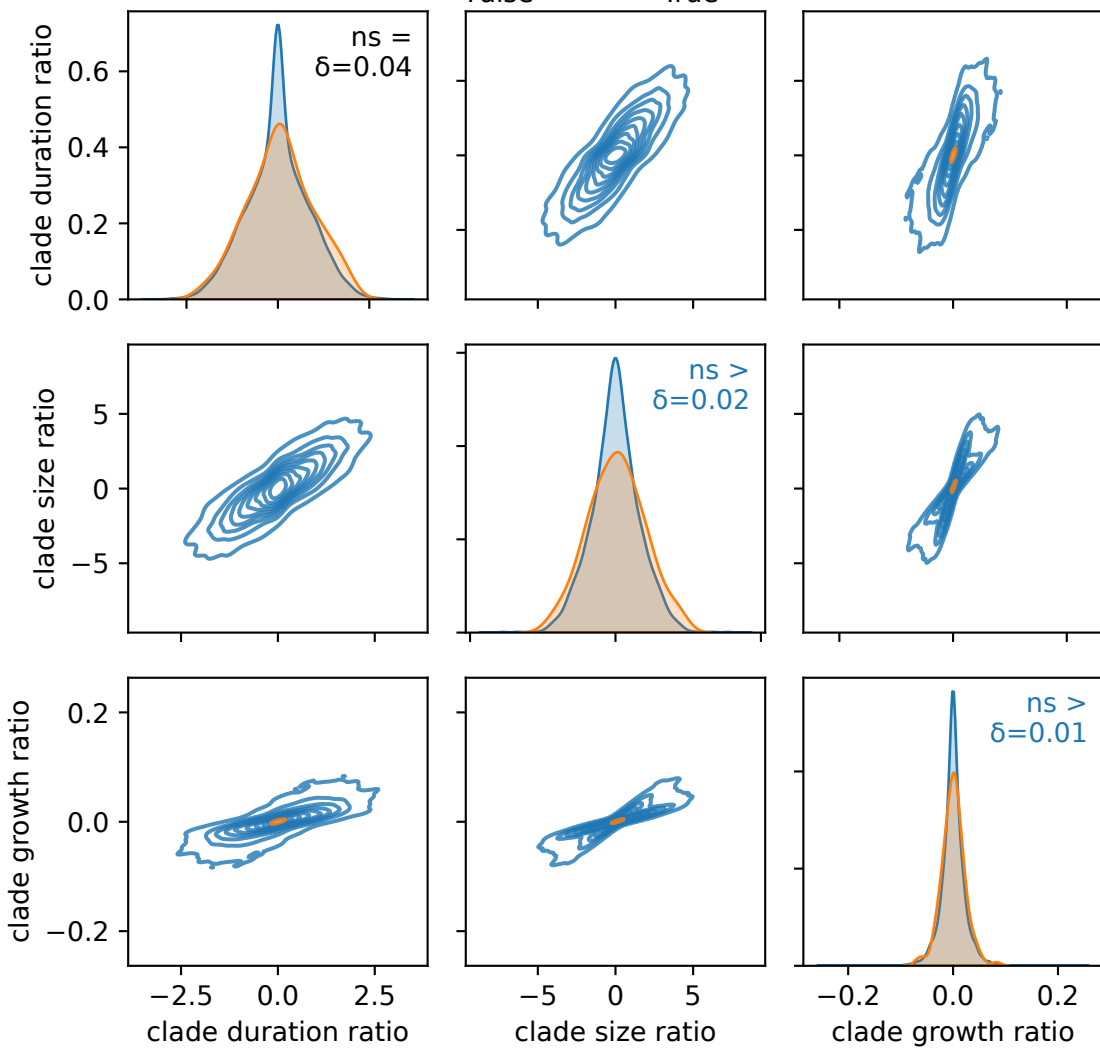 clade duration ratio
0.6
0.4
0.2
0.0
ns =
δ=0.04
clade size ratio
5
0
−5
ns >
δ=0.02
clade growth ratio
0.2
0.0
−0.2
ns >
δ=0.01
−2.5 0.0 2.5
−5 0 5
−0.2 0.0 0.2
clade duration ratio
clade size ratio
clade growth ratio